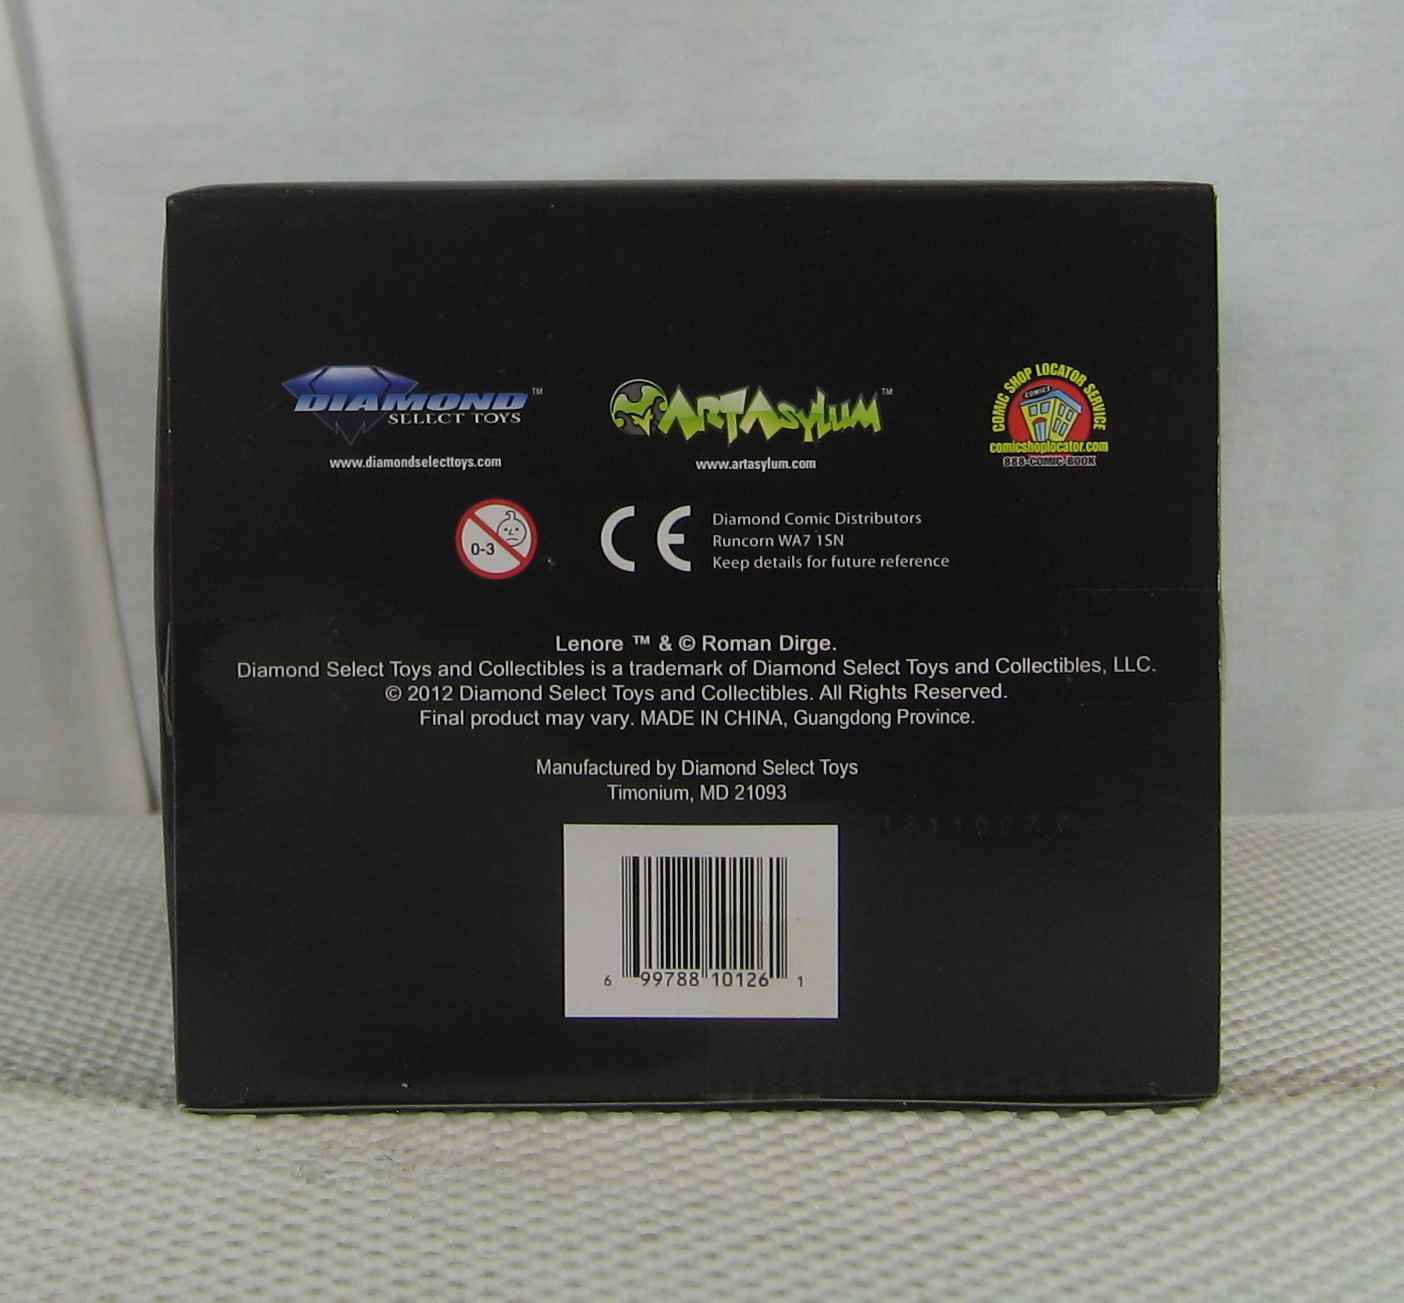 DIAMOND™
SELECT TOYS
www.diamondselecttoys.com
ARTASYLUM™
www.artasylum.com
COMIC SHOP LOCATOR SERVICE
COMICS
comicshoplocator.com
888-COMIC-BOOK
0-3
CE
Diamond Comic Distributors
Runcorn WA7 1SN
Keep details for future reference
Lenore ™ & © Roman Dirge.
Diamond Select Toys and Collectibles is a trademark of Diamond Select Toys and Collectibles, LLC.
© 2012 Diamond Select Toys and Collectibles. All Rights Reserved.
Final product may vary. MADE IN CHINA, Guangdong Province.
Manufactured by Diamond Select Toys
Timonium, MD 21093
6 99788 10126 1